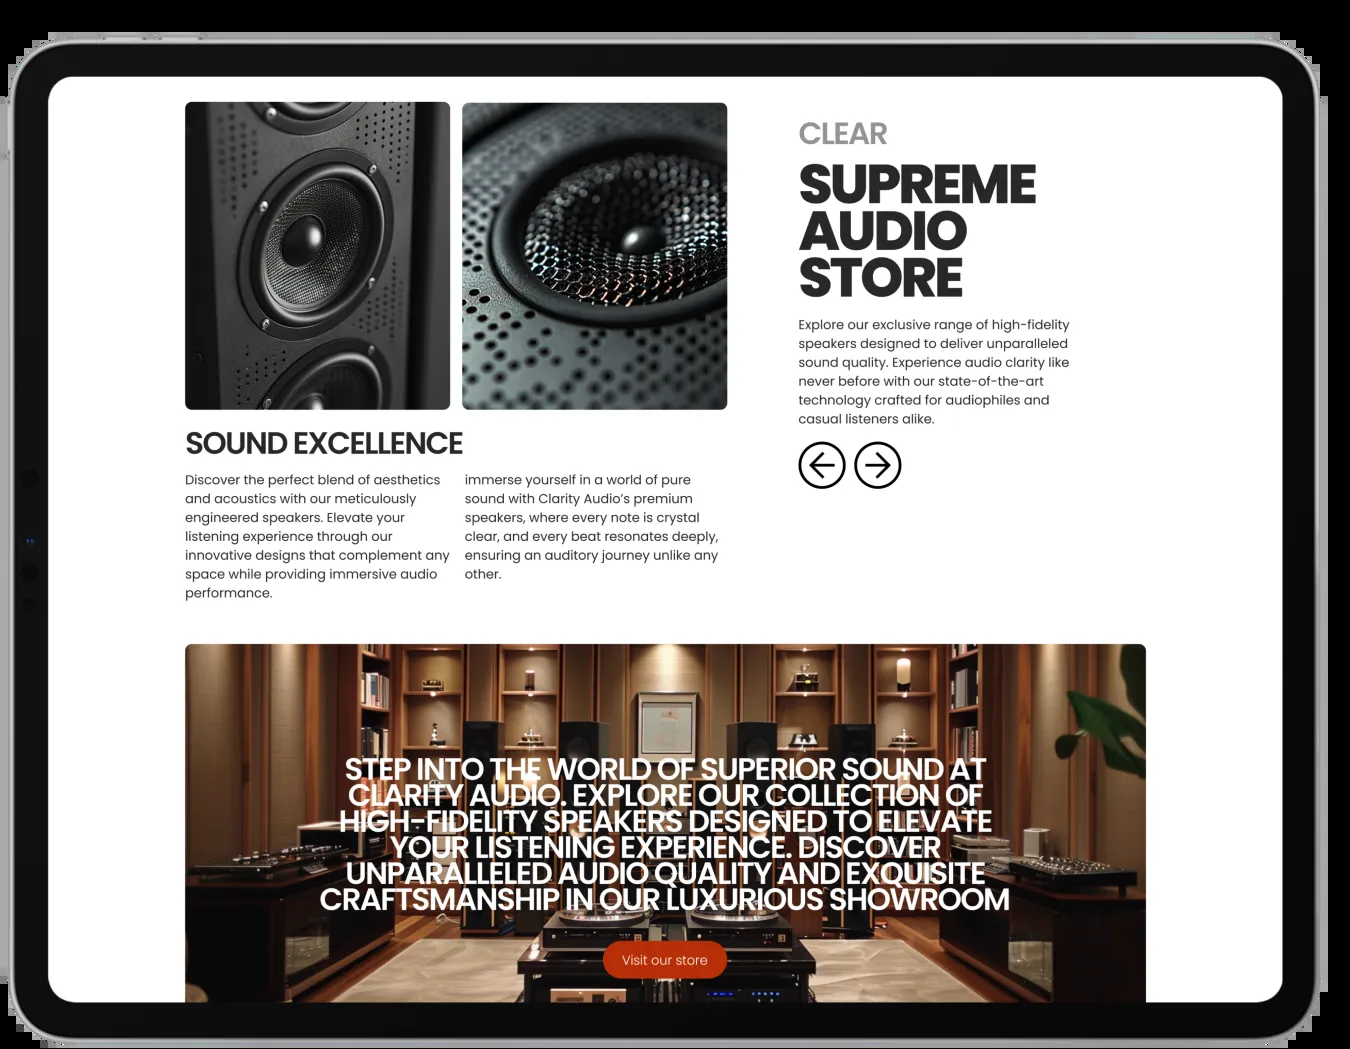 CLEAR
SUPREME
AUDIO
STORE
Explore our exclusive range of high-fidelity
speakers designed to deliver unparalleled
sound quality. Experience audio clarity like
never before with our state-of-the-art
technology crafted for audiophiles and
casual listeners alike.
SOUND EXCELLENCE
Discover the perfect blend of aesthetics
and acoustics with our meticulously
engineered speakers. Elevate your
listening experience through our
innovative designs that complement any
space while providing immersive audio
performance.
immerse yourself in a world of pure
sound with Clarity Audio’s premium
speakers, where every note is crystal
clear, and every beat resonates deeply,
ensuring an auditory journey unlike any
other.
STEP INTO THE WORLD OF SUPERIOR SOUND AT
CLARITY AUDIO. EXPLORE OUR COLLECTION OF
HIGH-FIDELITY SPEAKERS DESIGNED TO ELEVATE
YOUR LISTENING EXPERIENCE. DISCOVER
UNPARALLELED AUDIO QUALITY AND EXQUISITE
CRAFTSMANSHIP IN OUR LUXURIOUS SHOWROOM
Visit our store